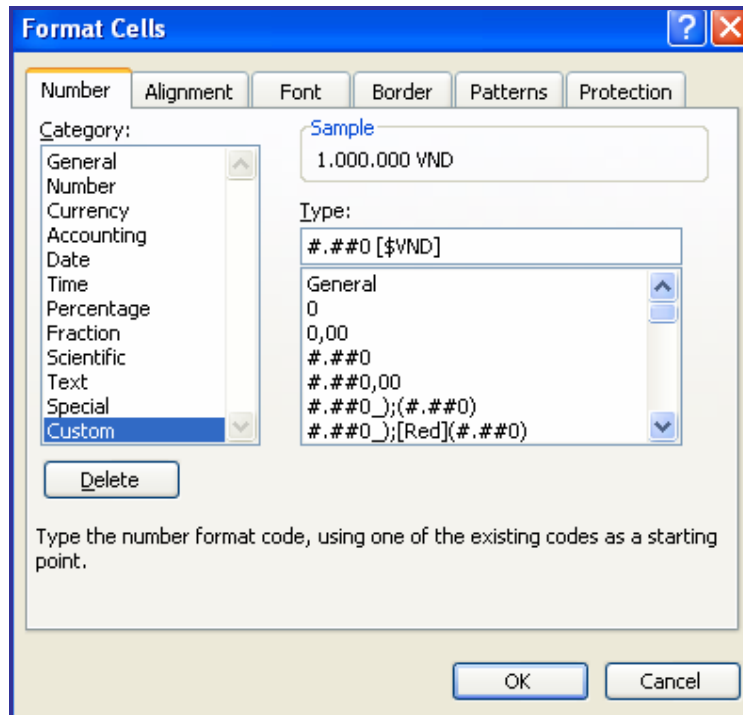 Format Cells
Number Alignment Font Border Patterns Protection
Category:
General
Number
Currency
Accounting
Date
Time
Percentage
Fraction
Scientific
Text
Special
Custom
Sample
1.000.000 VND
Type:
#.##0 [$VND]
General
0
0,00
#.##0
#.##0,00
#.##0_);(#.##0)
#.##0_);[Red](#.##0)
Delete
Type the number format code, using one of the existing codes as a starting
point.
OK Cancel